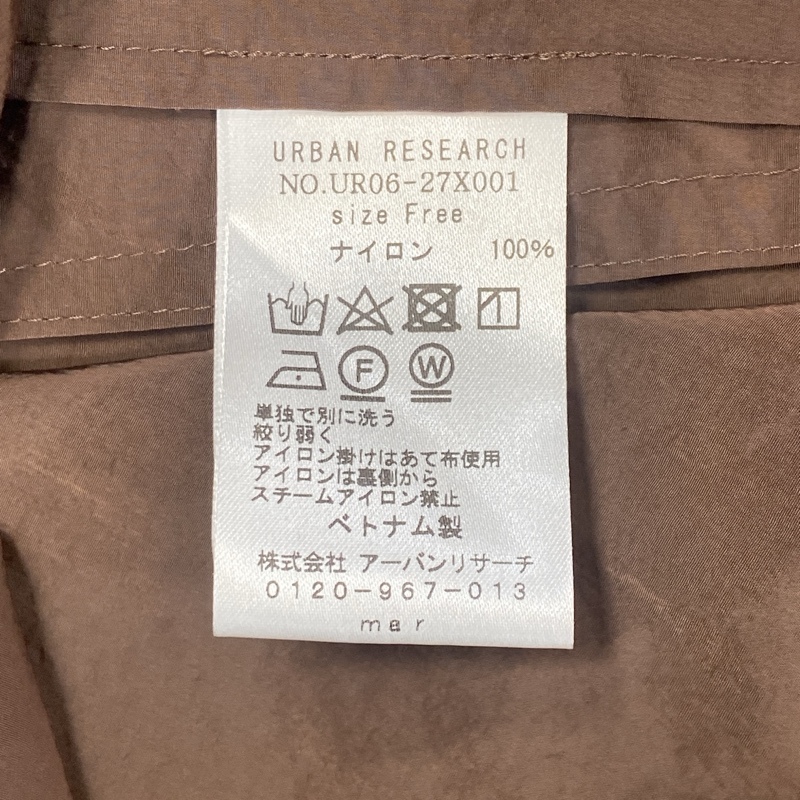 URBAN RESEARCH
NO.UR06-27X001
size Free
ナイロン 100%
F W
単独で別に洗う
絞り弱く
アイロン掛けはあて布使用
アイロンは裏側から
スチームアイロン禁止
ベトナム製
株式会社 アーバンリサーチ
0120-967-013
mar